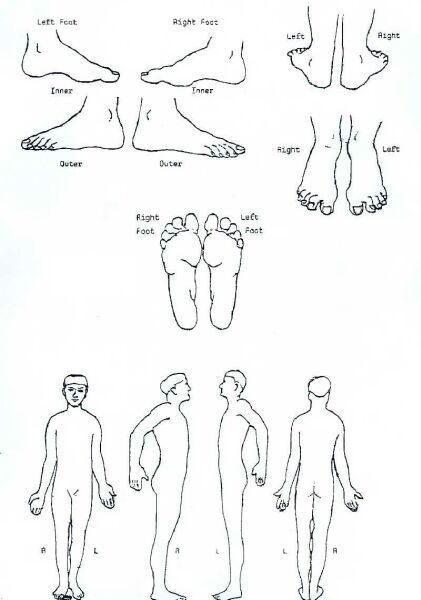 Left Foot
Right Foot
Left
Right
Inner
Inner
Outer
Outer
Right
Left
Right
Foot
Left
Foot
R L R L L R